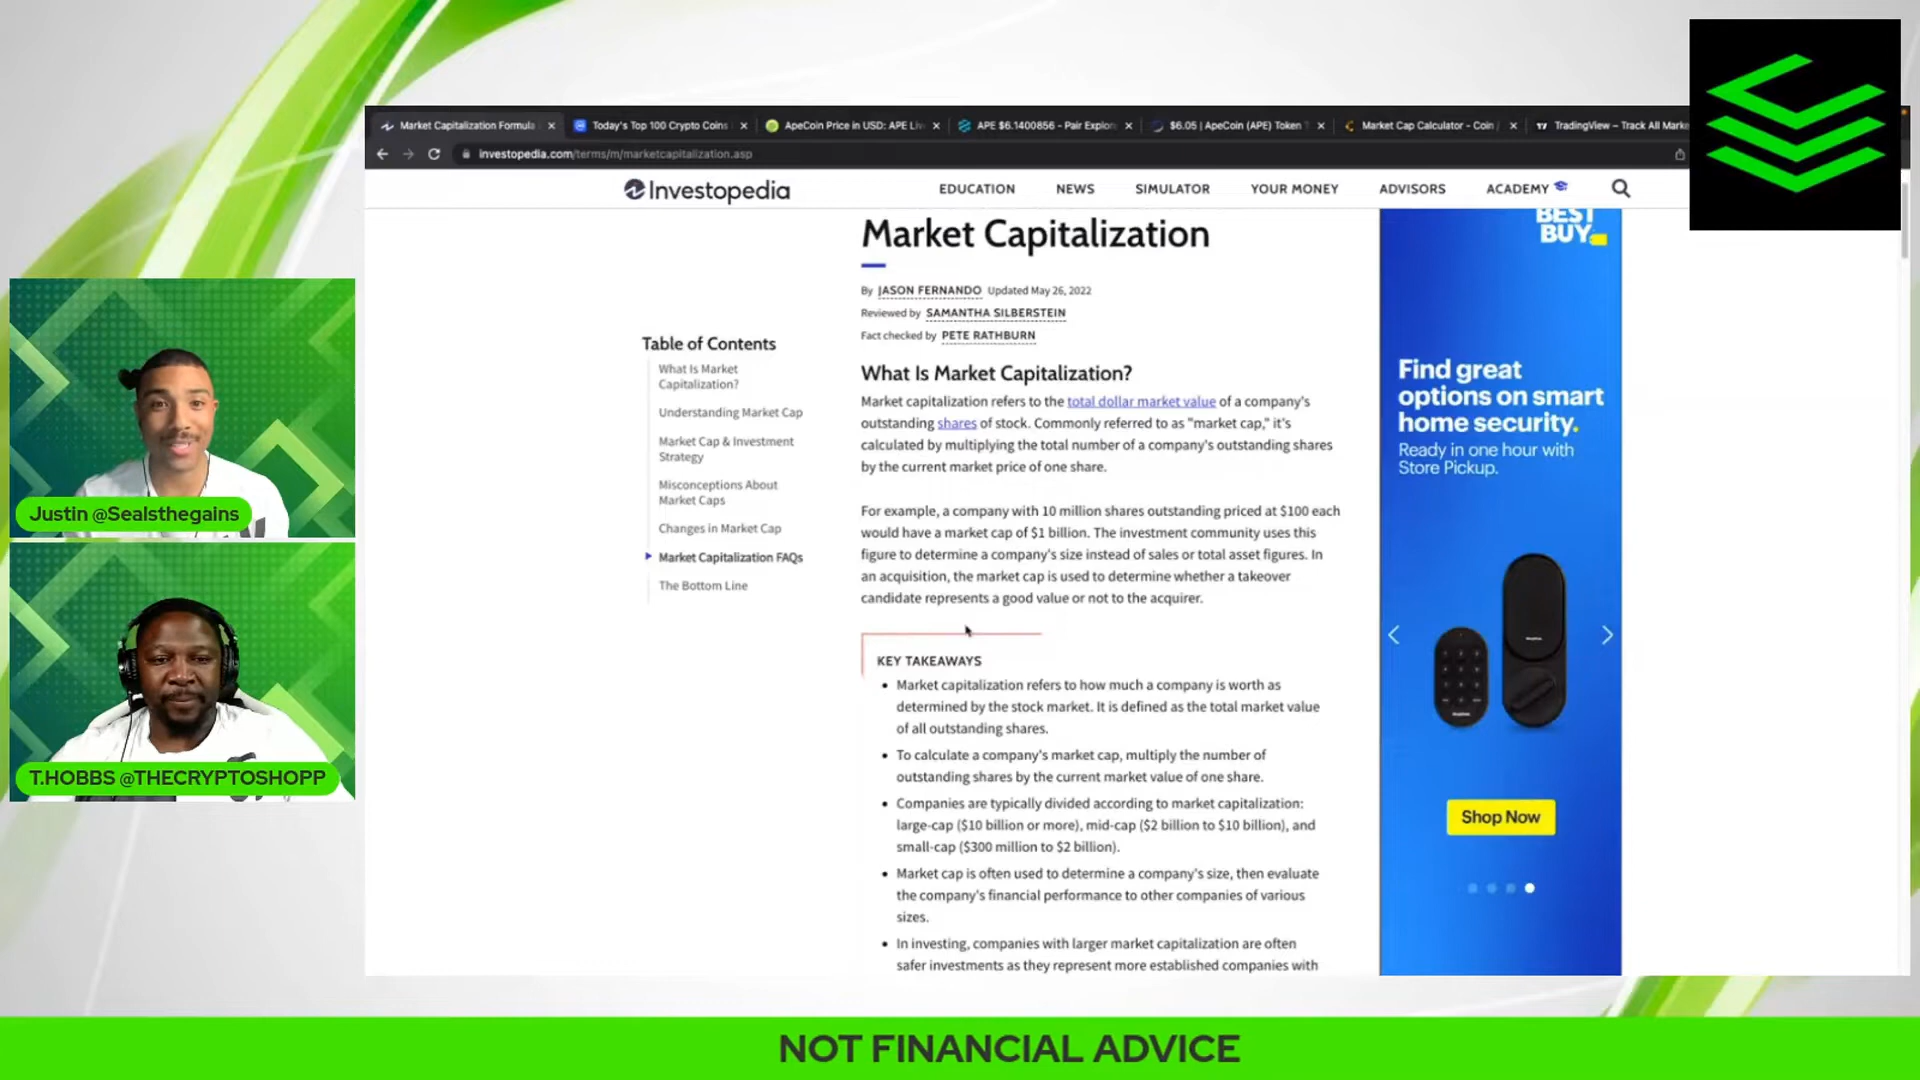 Market Capitalization Formula
Today's Top 100 Crypto Coins
ApeCoin Price in USD: APE Liv
APE $6.1400856 - Pair Explor
$6.05 | ApeCoin (APE) Token
Market Cap Calculator - Coin
TradingView – Track All Marke
investopedia.com/terms/m/marketcapitalization.asp
Investopedia
EDUCATION
NEWS
SIMULATOR
YOUR MONEY
ADVISORS
ACADEMY
Market Capitalization
By JASON FERNANDO Updated May 26, 2022
Reviewed by SAMANTHA SILBERSTEIN
Fact checked by PETE RATHBURN
Table of Contents
What Is Market
Capitalization?
Understanding Market Cap
Market Cap & Investment
Strategy
Misconceptions About
Market Caps
Changes in Market Cap
Market Capitalization FAQs
The Bottom Line
What Is Market Capitalization?
Market capitalization refers to the total dollar market value of a company's
outstanding shares of stock. Commonly referred to as "market cap," it's
calculated by multiplying the total number of a company's outstanding shares
by the current market price of one share.
For example, a company with 10 million shares outstanding priced at $100 each
would have a market cap of $1 billion. The investment community uses this
figure to determine a company's size instead of sales or total asset figures. In
an acquisition, the market cap is used to determine whether a takeover
candidate represents a good value or not to the acquirer.
KEY TAKEAWAYS
• Market capitalization refers to how much a company is worth as
determined by the stock market. It is defined as the total market value
of all outstanding shares.
• To calculate a company's market cap, multiply the number of
outstanding shares by the current market value of one share.
• Companies are typically divided according to market capitalization:
large-cap ($10 billion or more), mid-cap ($2 billion to $10 billion), and
small-cap ($300 million to $2 billion).
• Market cap is often used to determine a company's size, then evaluate
the company's financial performance to other companies of various
sizes.
• In investing, companies with larger market capitalization are often
safer investments as they represent more established companies with
BEST
BUY
Find great
options on smart
home security.
Ready in one hour with
Store Pickup.
Shop Now
Justin @Sealsthegains
T.HOBBS @THECRYPTOSHOPP
NOT FINANCIAL ADVICE